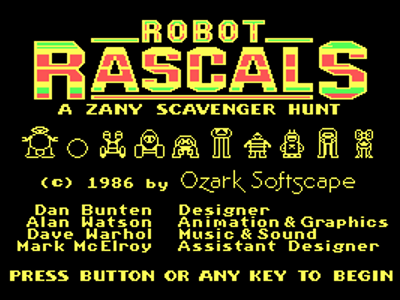 ROBOT
RASCALS
A ZANY SCAVENGER HUNT
(c) 1986 by Ozark Softscape
Dan Bunten Designer
Alan Watson Animation & Graphics
Dave Warhol Music & Sound
Mark McElroy Assistant Designer
PRESS BUTTON OR ANY KEY TO BEGIN